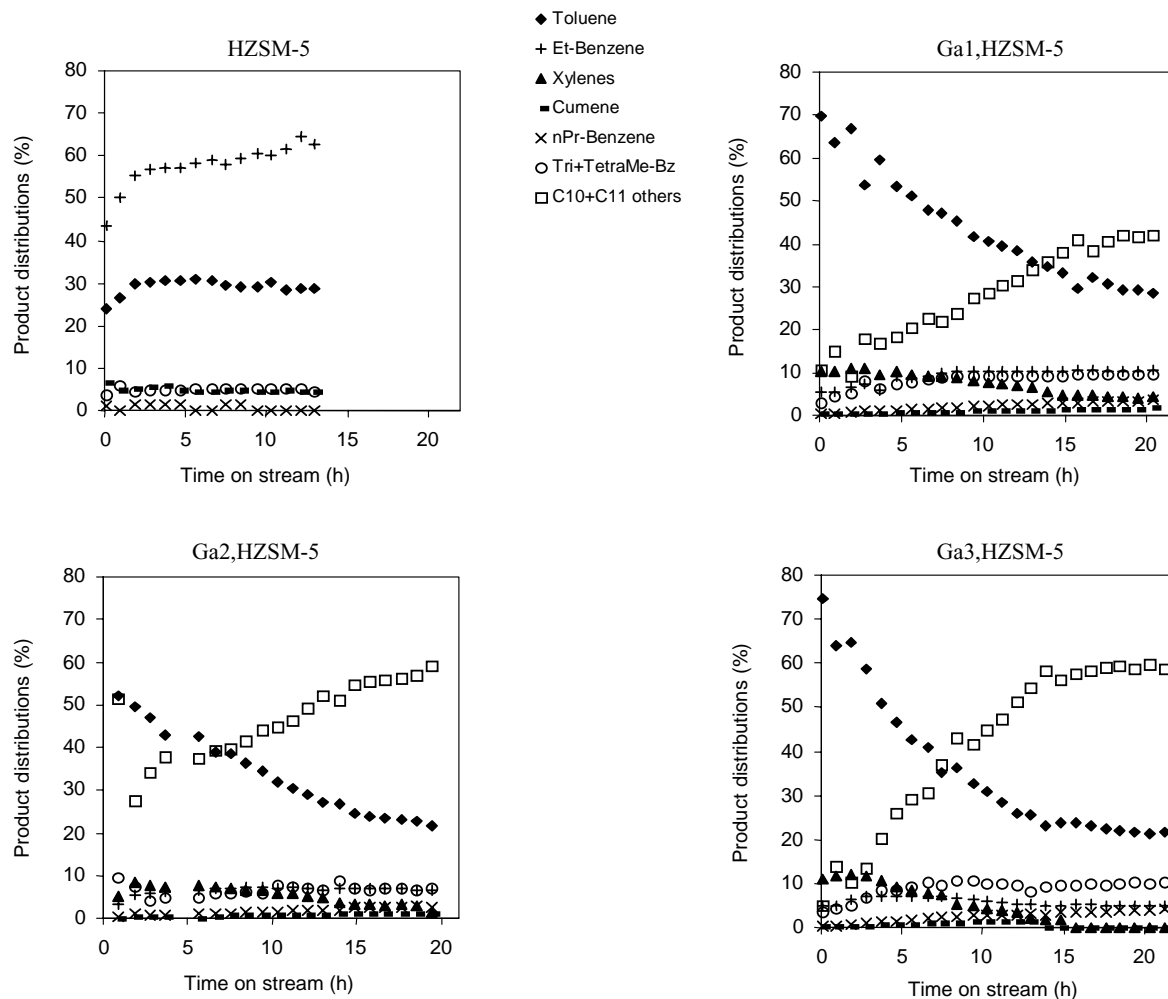 HZSM-5
80
70
60
50
40
30
20
10
0
0 5 10 15 20
Product distributions (%)
Time on stream (h)
Toluene
Et-Benzene
Xylenes
Cumene
nPr-Benzene
Tri+TetraMe-Bz
C10+C11 others
Ga1,HZSM-5
80
70
60
50
40
30
20
10
0
0 5 10 15 20
Product distributions (%)
Time on stream (h)
Ga2,HZSM-5
80
70
60
50
40
30
20
10
0
0 5 10 15 20
Product distributions (%)
Time on stream (h)
Ga3,HZSM-5
80
70
60
50
40
30
20
10
0
0 5 10 15 20
Product distributions (%)
Time on stream (h)